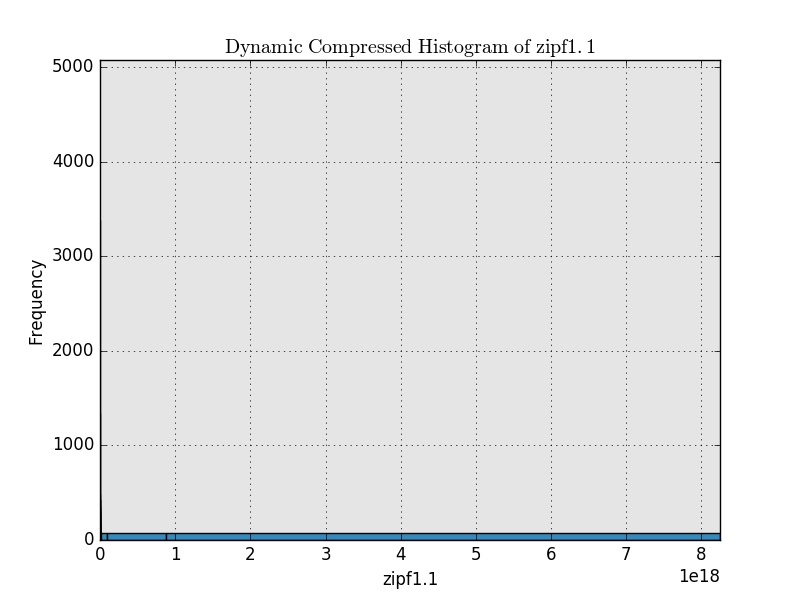 Dynamic Compressed Histogram of zipf1.1
5000
4000
3000
2000
1000
0
Frequency
0 1 2 3 4 5 6 7 8
1e18
zipf1.1